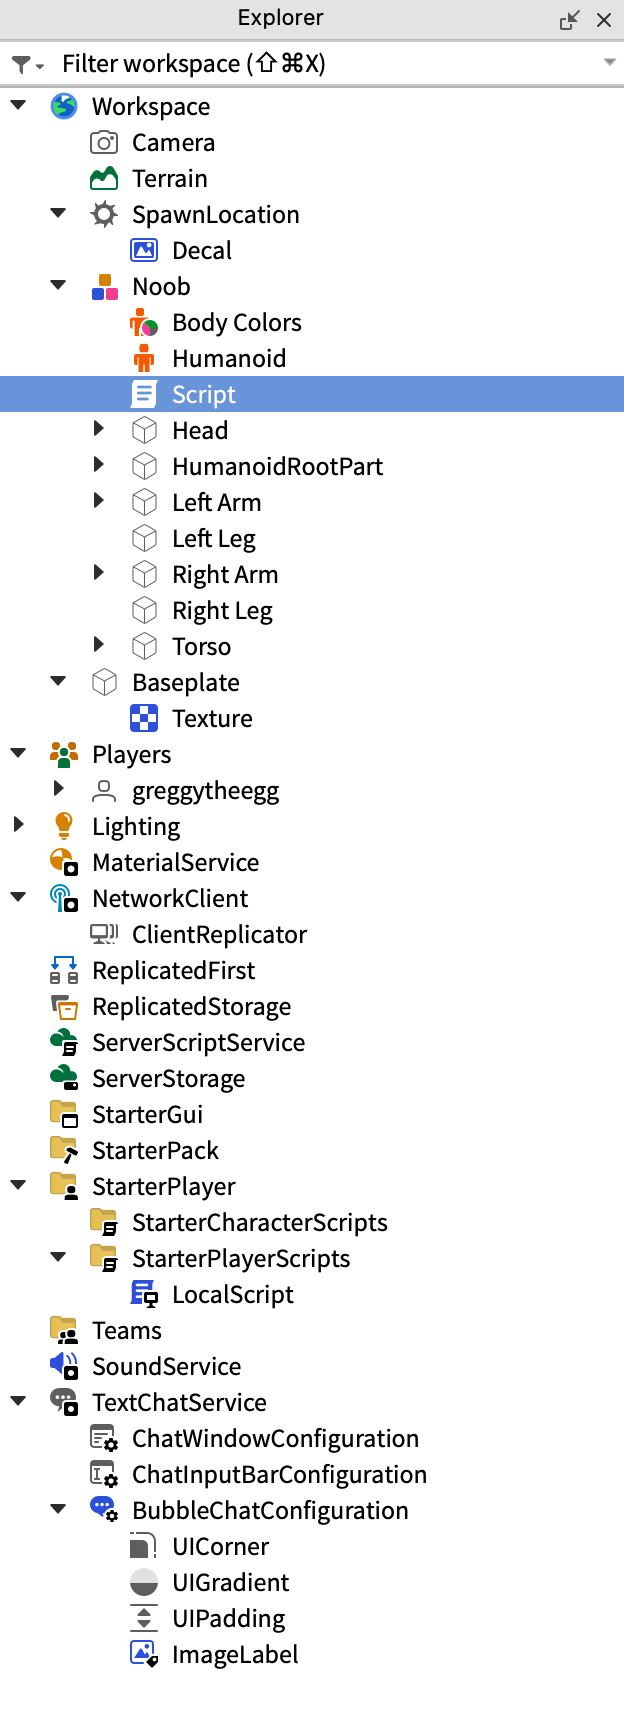 Explorer
Filter workspace (⇧⌘X)
Workspace
Camera
Terrain
SpawnLocation
Decal
Noob
Body Colors
Humanoid
Script
Head
HumanoidRootPart
Left Arm
Left Leg
Right Arm
Right Leg
Torso
Baseplate
Texture
Players
greggytheegg
Lighting
MaterialService
NetworkClient
ClientReplicator
ReplicatedFirst
ReplicatedStorage
ServerScriptService
ServerStorage
StarterGui
StarterPack
StarterPlayer
StarterCharacterScripts
StarterPlayerScripts
LocalScript
Teams
SoundService
TextChatService
ChatWindowConfiguration
ChatInputBarConfiguration
BubbleChatConfiguration
UICorner
UIGradient
UIPadding
ImageLabel